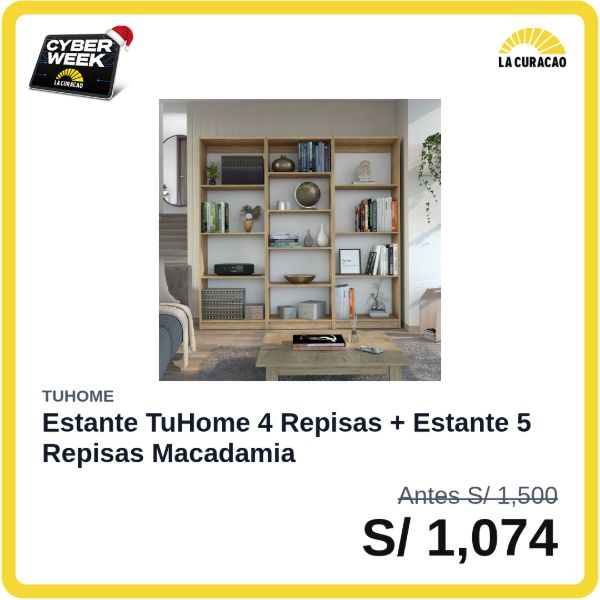 CYBER
WEEK
LA CURACAO
LA CURACAO
TUHOME
Estante TuHome 4 Repisas + Estante 5
Repisas Macadamia
Antes S/ 1,500
S/ 1,074